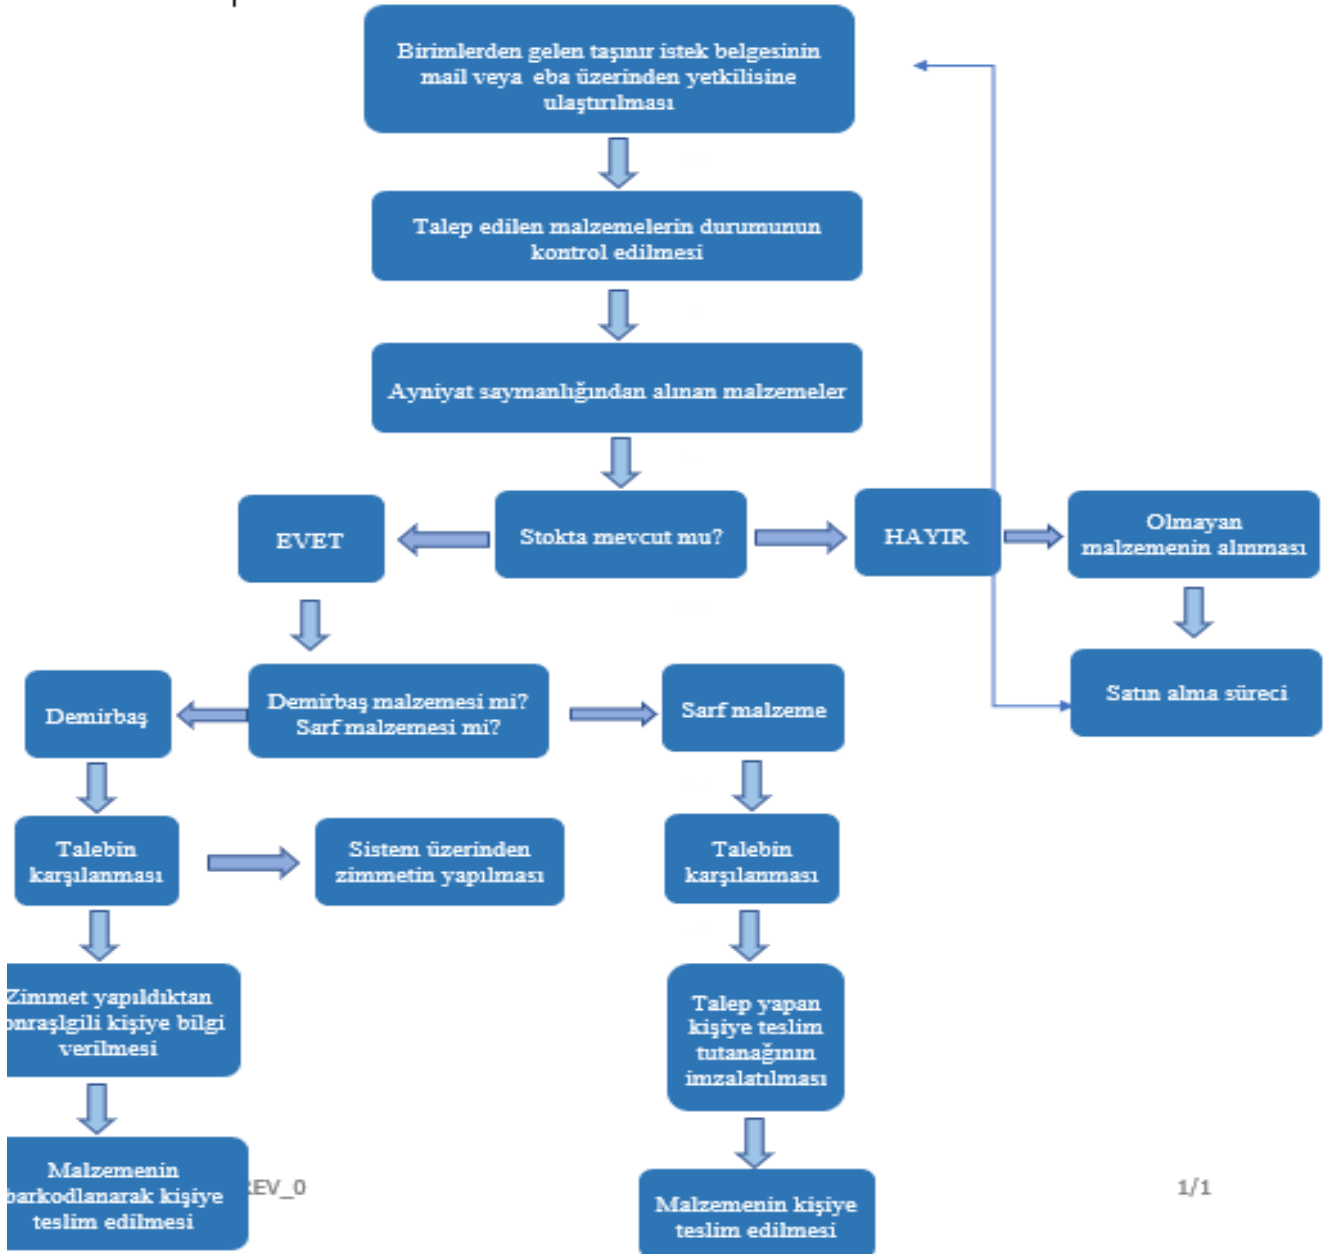 Birimlerden gelen taşınır istek belgesinin
mail veya eba üzerinden yetkilisine
ulaştırılması
Talep edilen malzemelerin durumunun
kontrol edilmesi
Ayniyat saymanlığından alınan malzemeler
EVET
Stokta mevcut mu?
HAYIR
Olmayan
malzemenin alınması
Demirbaş
Demirbaş malzemesi mi?
Sarf malzemesi mi?
Sarf malzeme
Satın alma süreci
Talebin
karşılanması
Sistem üzerinden
zimmetin yapılması
Talebin
karşılanması
Zimmet yapıldıktan
onraşlgili kişiye bilgi
verilmesi
Talep yapan
kişiye teslim
tutanağının
imzalatılması
Malzemenin
barkodlanarak kişiye
teslim edilmesi
EV_0
Malzemenin kişiye
teslim edilmesi
1/1